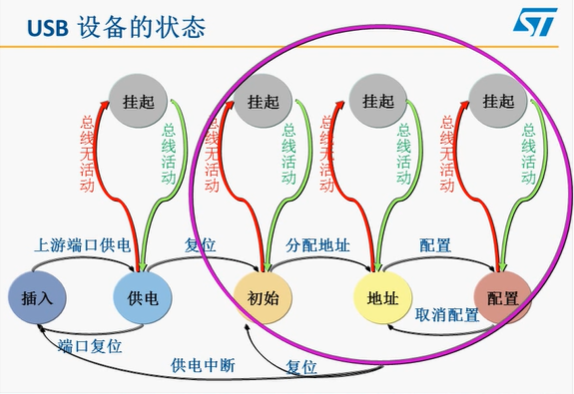 USB 设备的状态
ST
挂起
挂起
挂起
挂起
总线无活动
总线活动
总线无活动
总线活动
总线无活动
总线活动
总线无活动
总线活动
上游端口供电
复位
分配地址
配置
插入
供电
初始
地址
配置
取消配置
端口复位
供电中断
复位